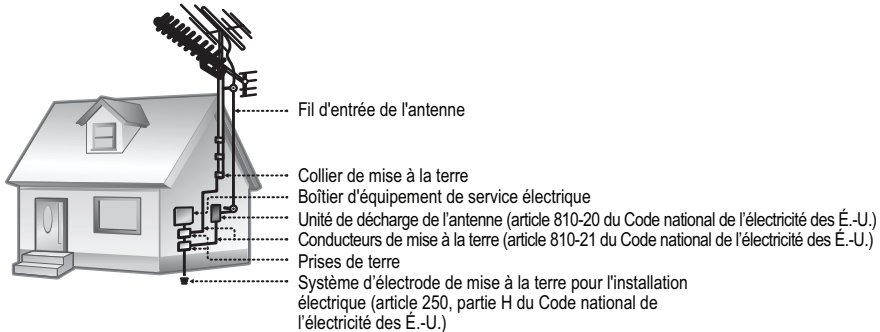 Fil d'entrée de l'antenne
Collier de mise à la terre
Boîtier d'équipement de service électrique
Unité de décharge de l’antenne (article 810-20 du Code national de l’électricité des É.-U.)
Conducteurs de mise à la terre (article 810-21 du Code national de l’électricité des É.-U.)
Prises de terre
Système d’électrode de mise à la terre pour l'installation
électrique (article 250, partie H du Code national de
l’électricité des É.-U.)